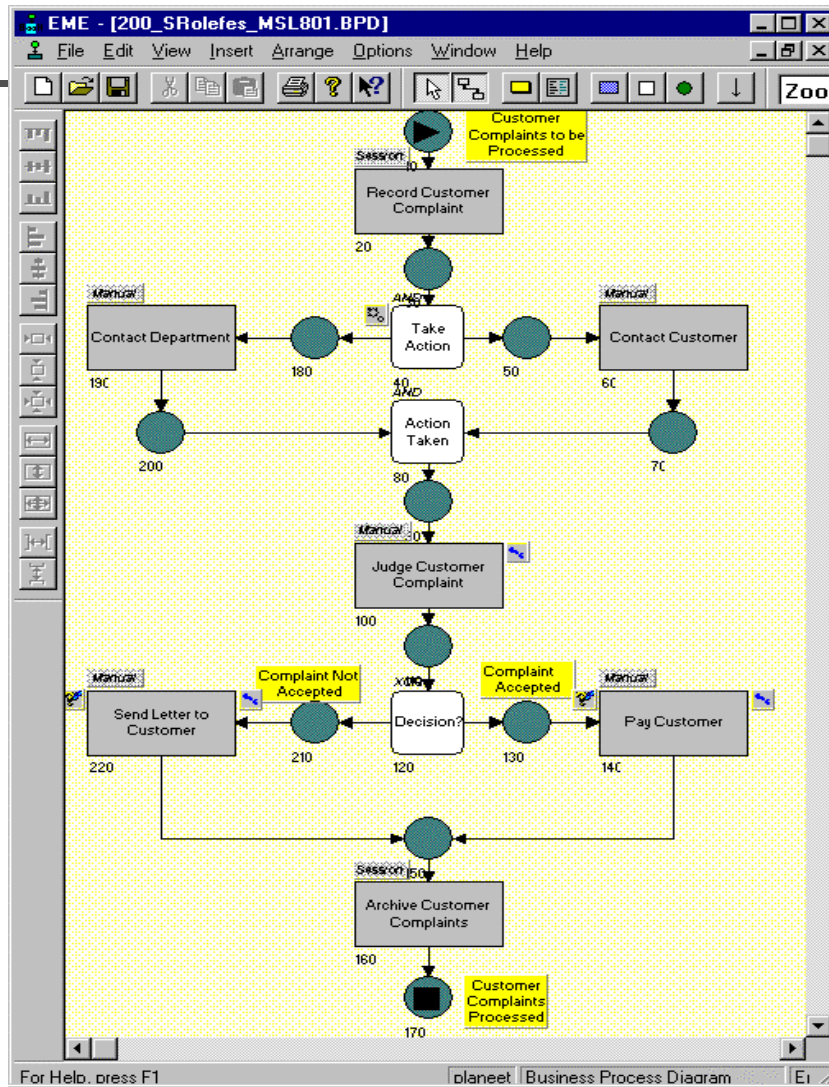 EME - [200_SRolefes_MSL801.BPD]
File Edit View Insert Arrange Options Window Help
Zoo
Customer
Complaints to be
Processed
Session
Record Customer
Complaint
20
AND
Manual
Contact Department
190
180
Take
Action
40
50
Manual
Contact Customer
60
AND
Action
Taken
80
200
70
Manual
Judge Customer
Complaint
100
Manual
Send Letter to
Customer
220
Complaint Not
Accepted
210
Decision?
120
Complaint
Accepted
130
Manual
Pay Customer
140
Session
Archive Customer
Complaints
160
Customer
Complaints
Processed
170
For Help, press F1
planeet
Business Process Diagram